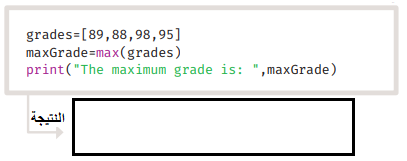 grades=[89,88,98,95]
maxGrade=max(grades)
print("The maximum grade is: ",maxGrade)
النتيجة